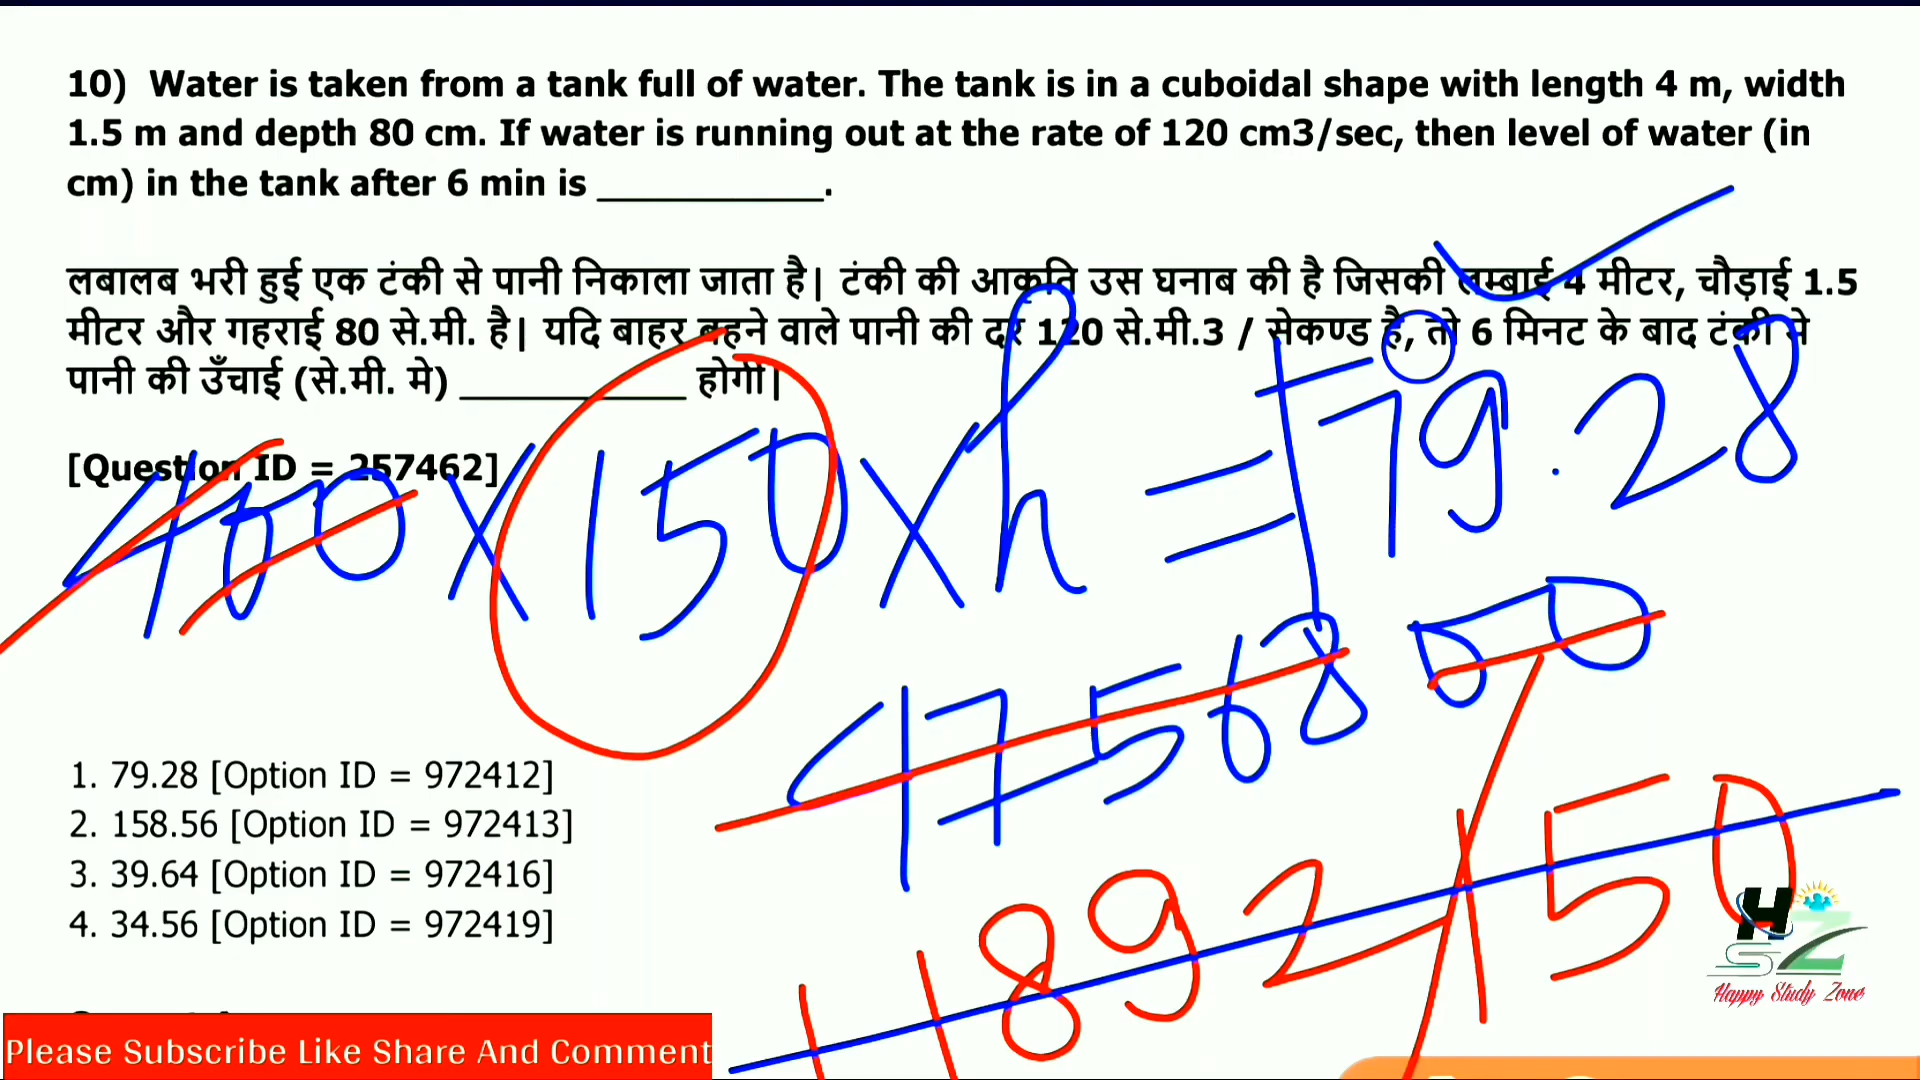 10) Water is taken from a tank full of water. The tank is in a cuboidal shape with length 4 m, width
1.5 m and depth 80 cm. If water is running out at the rate of 120 cm3/sec, then level of water (in
cm) in the tank after 6 min is ____________.
लबालब भरी हुई एक टंकी से पानी निकाला जाता है| टंकी की आकृति उस घनाब की है जिसकी लम्बाई 4 मीटर, चौड़ाई 1.5
मीटर और गहराई 80 से.मी. है| यदि बाहर बहने वाले पानी की दर 120 से.मी.3 / सेकण्ड है, तो 6 मिनट के बाद टंकी मे
पानी की उँचाई (से.मी. मे) ____________ होगी|
[Question ID = 257462]
400 × 150 × h = 79.28
4756800
11892 150
1. 79.28 [Option ID = 972412]
2. 158.56 [Option ID = 972413]
3. 39.64 [Option ID = 972416]
4. 34.56 [Option ID = 972419]
HSZ
Happy Study Zone
Please Subscribe Like Share And Comment